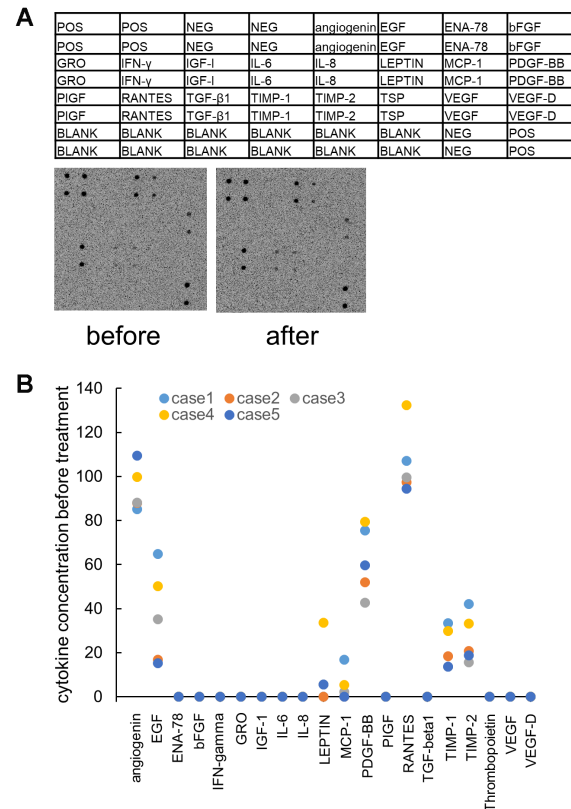 A
POS POS NEG NEG angiogenin EGF ENA-78 bFGF
POS POS NEG NEG angiogenin EGF ENA-78 bFGF
GRO IFN-γ IGF-I IL-6 IL-8 LEPTIN MCP-1 PDGF-BB
GRO IFN-γ IGF-I IL-6 IL-8 LEPTIN MCP-1 PDGF-BB
PIGF RANTES TGF-β1 TIMP-1 TIMP-2 TSP VEGF VEGF-D
PIGF RANTES TGF-β1 TIMP-1 TIMP-2 TSP VEGF VEGF-D
BLANK BLANK BLANK BLANK BLANK BLANK NEG POS
BLANK BLANK BLANK BLANK BLANK BLANK NEG POS
before after
B
cytokine concentration before treatment
140
120
100
80
60
40
20
0
case1 case2 case3
case4 case5
angiogenin
EGF
ENA-78
bFGF
IFN-gamma
GRO
IGF-1
IL-6
IL-8
LEPTIN
MCP-1
PDGF-BB
PIGF
RANTES
TGF-beta1
TIMP-1
TIMP-2
Thrombopoietin
VEGF
VEGF-D